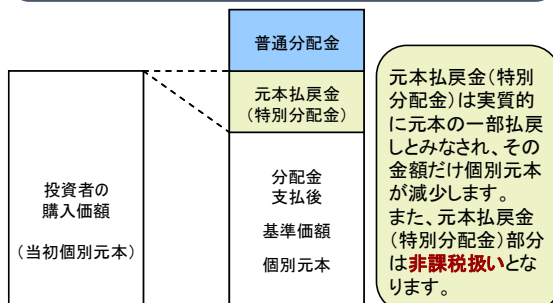 普通分配金
元本払戻金
（特別分配金）
投資者の
購入価額
（当初個別元本）
分配金
支払後
基準価額
個別元本
元本払戻金（特別
分配金）は実質的
に元本の一部払戻
しとみなされ、その
金額だけ個別元本
が減少します。
また、元本払戻金
（特別分配金）部分
は非課税扱いとな
ります。